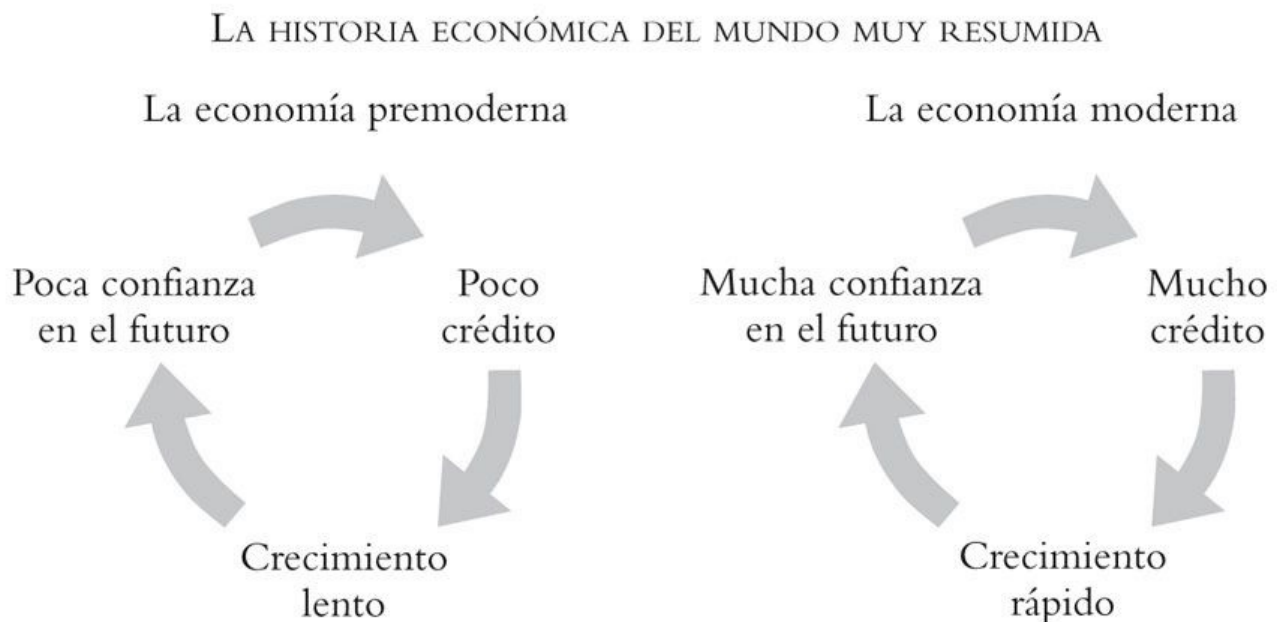 LA HISTORIA ECONÓMICA DEL MUNDO MUY RESUMIDA
La economía premoderna
Poca confianza
en el futuro
Poco
crédito
Crecimiento
lento
La economía moderna
Mucha confianza
en el futuro
Mucho
crédito
Crecimiento
rápido